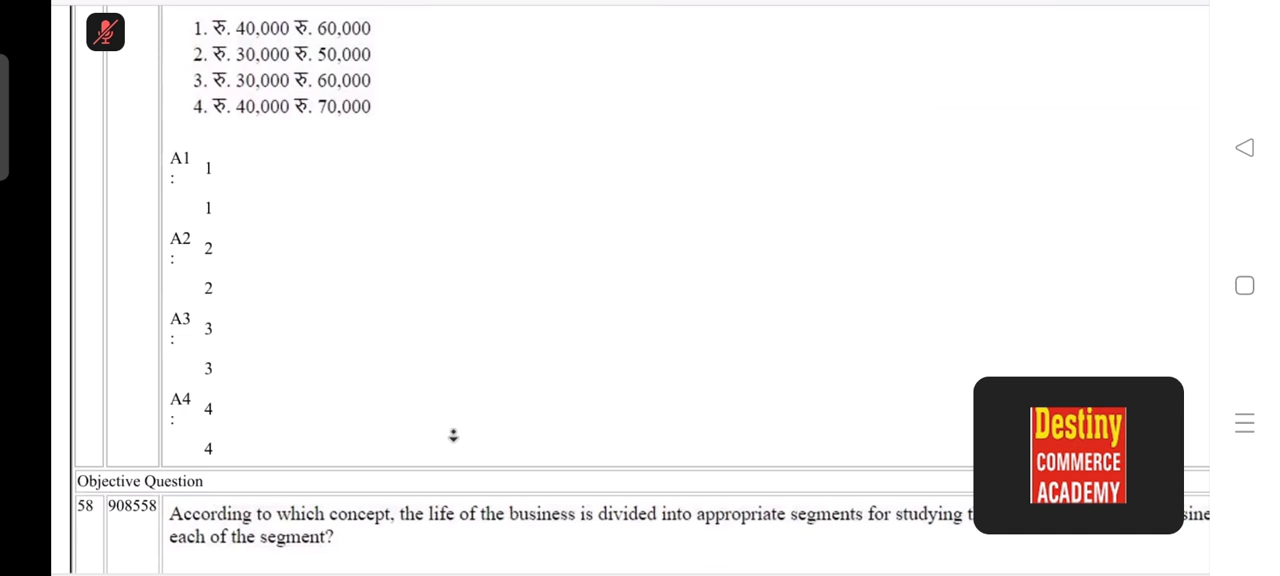 1. रु. 40,000 रु. 60,000
2. रु. 30,000 रु. 50,000
3. रु. 30,000 रु. 60,000
4. रु. 40,000 रु. 70,000
A1
:
1
1
A2
:
2
2
A3
:
3
3
A4
:
4
4
Objective Question
58 908558 According to which concept, the life of the business is divided into appropriate segments for studying
each of the segment?
Destiny
COMMERCE
ACADEMY